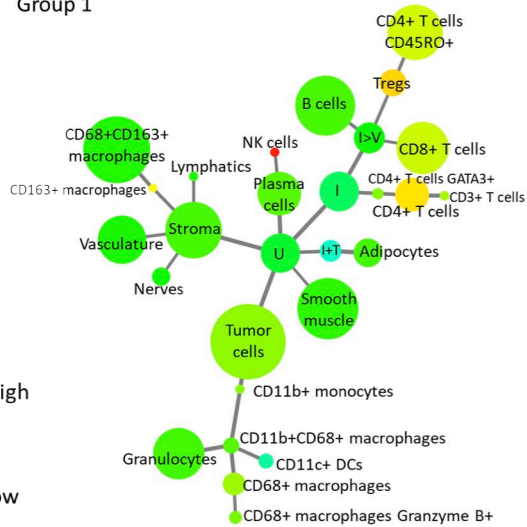 Group 1
CD4+ T cells
CD45RO+
Tregs
B cells
I>V
CD8+ T cells
NK cells
CD68+CD163+
macrophages
Lymphatics
CD163+ macrophages
Plasma
cells
I
CD4+ T cells GATA3+
CD3+ T cells
CD4+ T cells
Stroma
Vasculature
U
I+T
Adipocytes
Nerves
Smooth
muscle
Tumor
cells
igh
CD11b+ monocytes
CD11b+CD68+ macrophages
Granulocytes
CD11c+ DCs
CD68+ macrophages
ow
CD68+ macrophages Granzyme B+